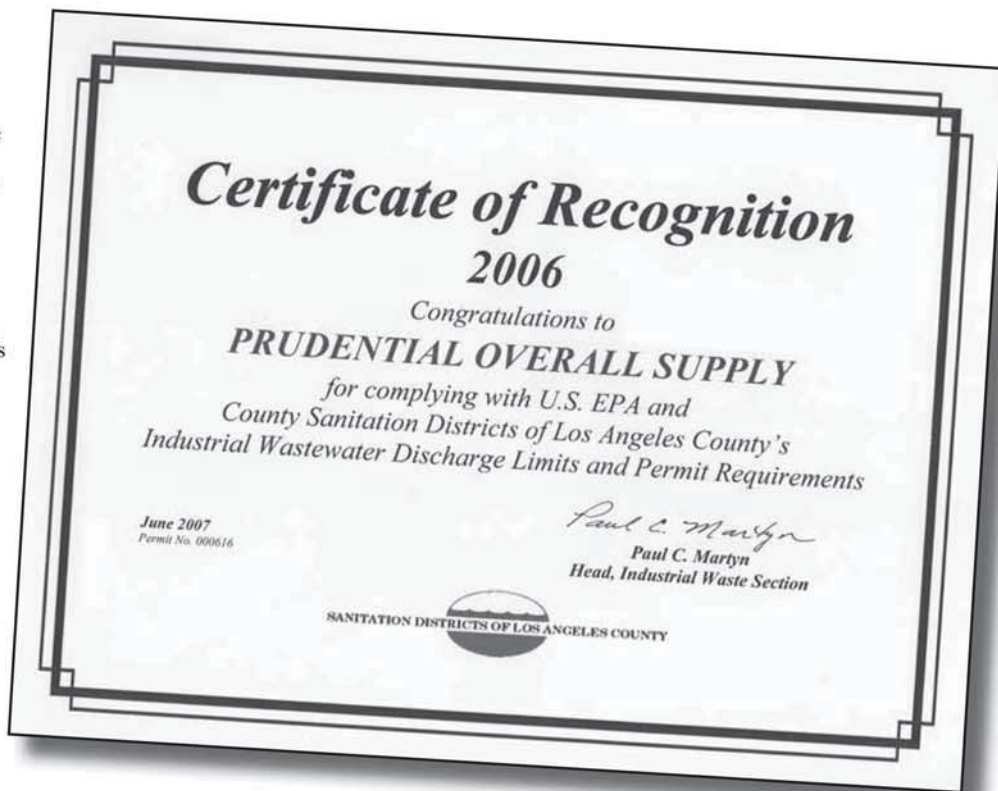 Certificate of Recognition
2006
Congratulations to
PRUDENTIAL OVERALL SUPPLY
for complying with U.S. EPA and
County Sanitation Districts of Los Angeles County's
Industrial Wastewater Discharge Limits and Permit Requirements
June 2007
Permit No. 000616
Paul C. Martyn
Paul C. Martyn
Head, Industrial Waste Section
SANITATION DISTRICTS OF LOS ANGELES COUNTY